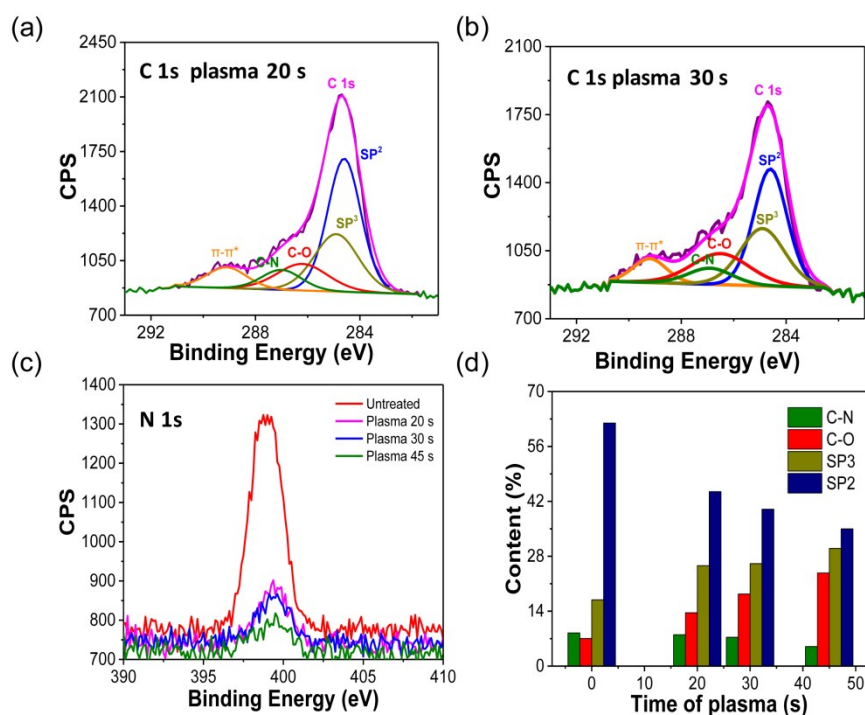 (a)
C 1s plasma 20 s
CPS
2450
2100
1750
1400
1050
700
C 1s
SP²
SP³
π-π*
C-N
C-O
292
288
284
Binding Energy (eV)
(b)
C 1s plasma 30 s
CPS
2100
1750
1400
1050
700
C 1s
SP²
SP³
π-π*
C-O
C-N
292
288
284
Binding Energy (eV)
(c)
N 1s
CPS
1400
1300
1200
1100
1000
900
800
700
Untreated
Plasma 20 s
Plasma 30 s
Plasma 45 s
390
395
400
405
410
Binding Energy (eV)
(d)
Content (%)
70
56
42
28
14
0
C-N
C-O
SP3
SP2
0
10
20
30
40
50
Time of plasma (s)